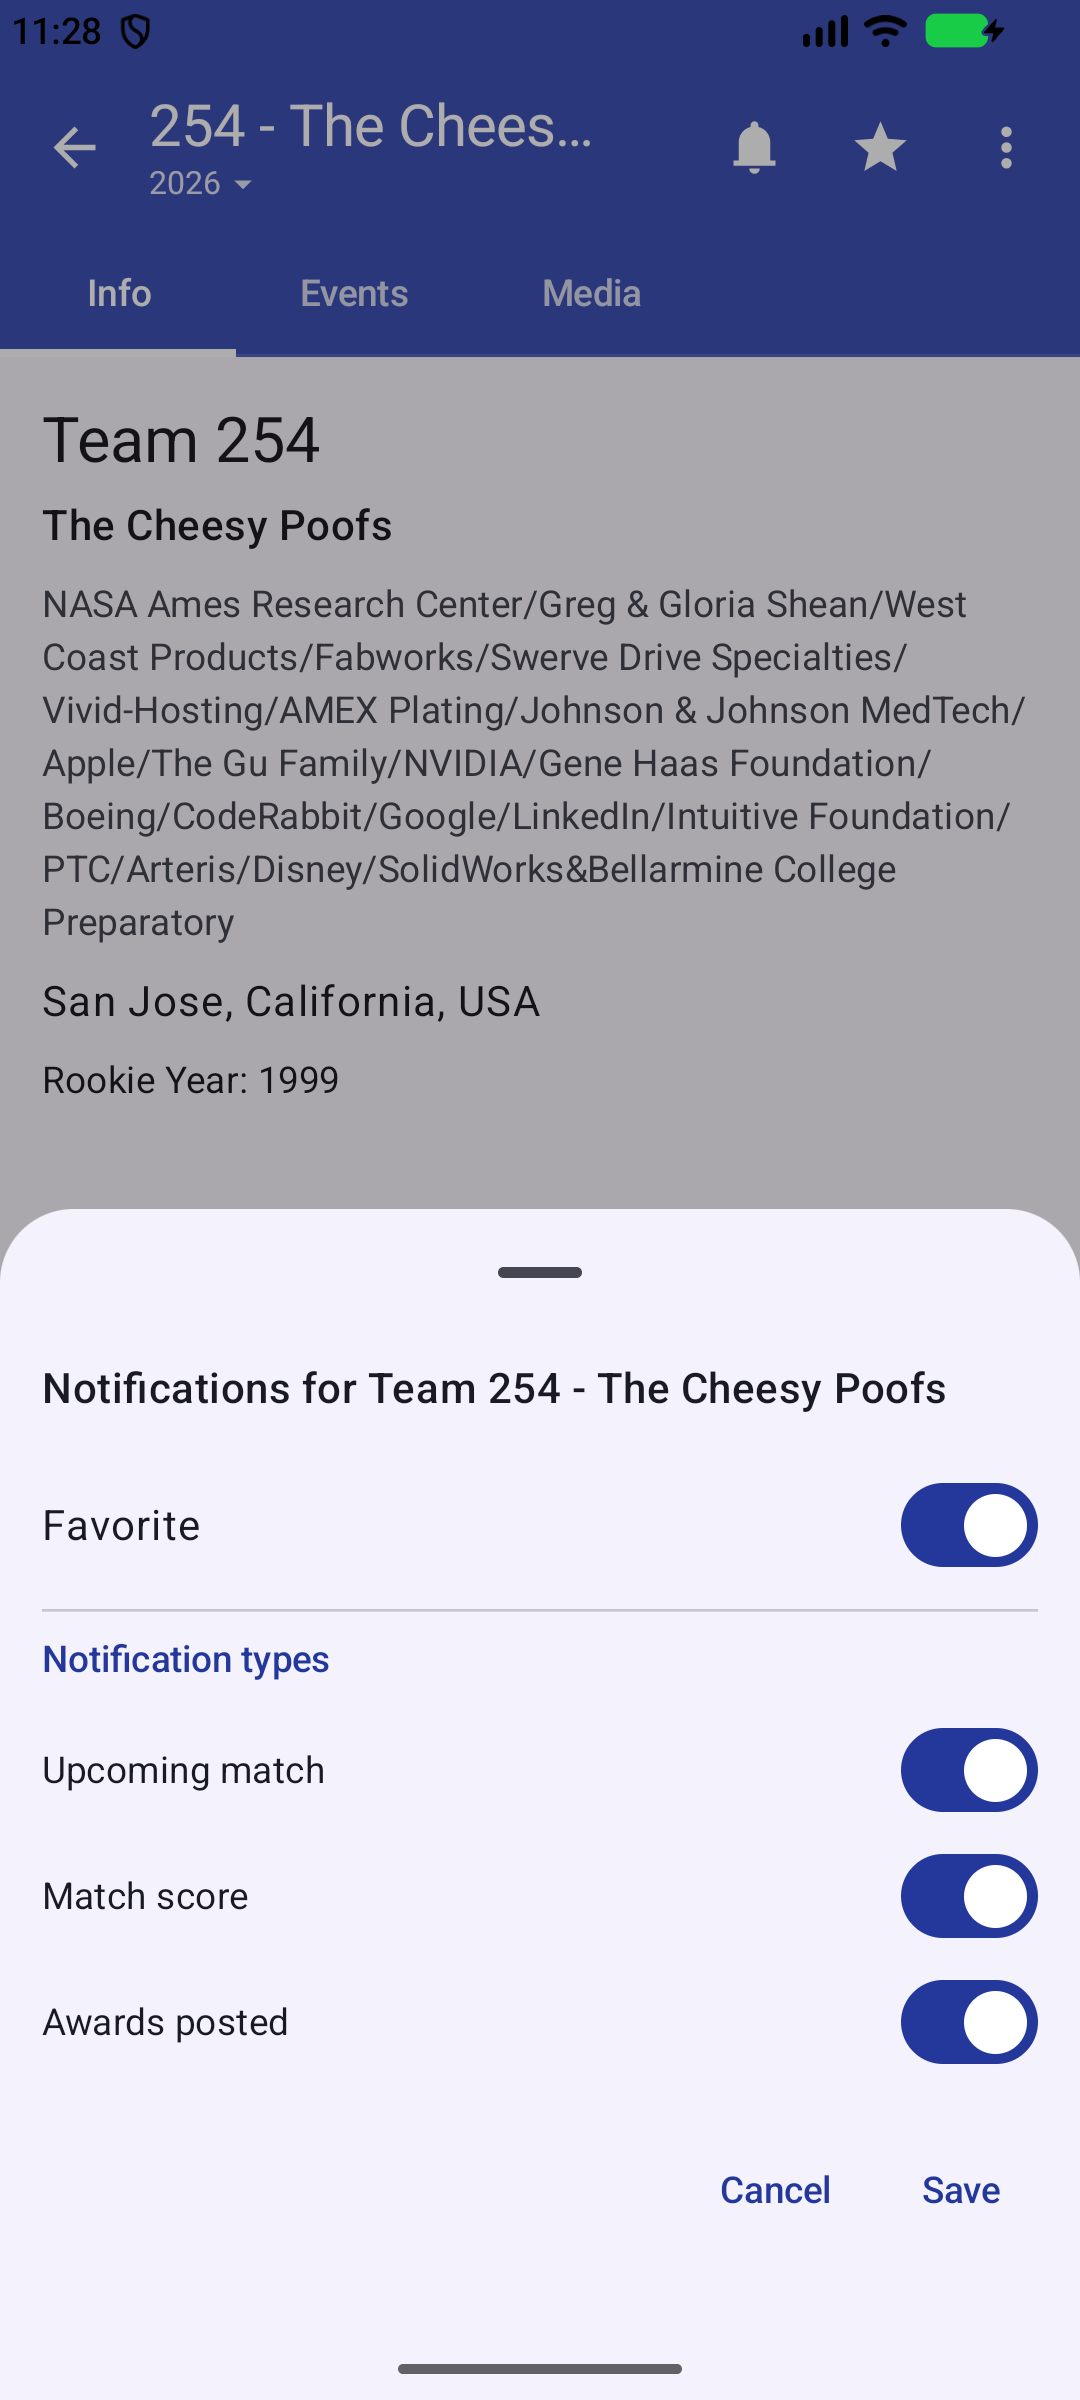 11:28
254 - The Chees...
2026
Info Events Media
Team 254
The Cheesy Poofs
NASA Ames Research Center/Greg & Gloria Shean/West
Coast Products/Fabworks/Swerve Drive Specialties/
Vivid-Hosting/AMEX Plating/Johnson & Johnson MedTech/
Apple/The Gu Family/NVIDIA/Gene Haas Foundation/
Boeing/CodeRabbit/Google/LinkedIn/Intuitive Foundation/
PTC/Arteris/Disney/SolidWorks&Bellarmine College
Preparatory
San Jose, California, USA
Rookie Year: 1999
Notifications for Team 254 - The Cheesy Poofs
Favorite
Notification types
Upcoming match
Match score
Awards posted
Cancel Save